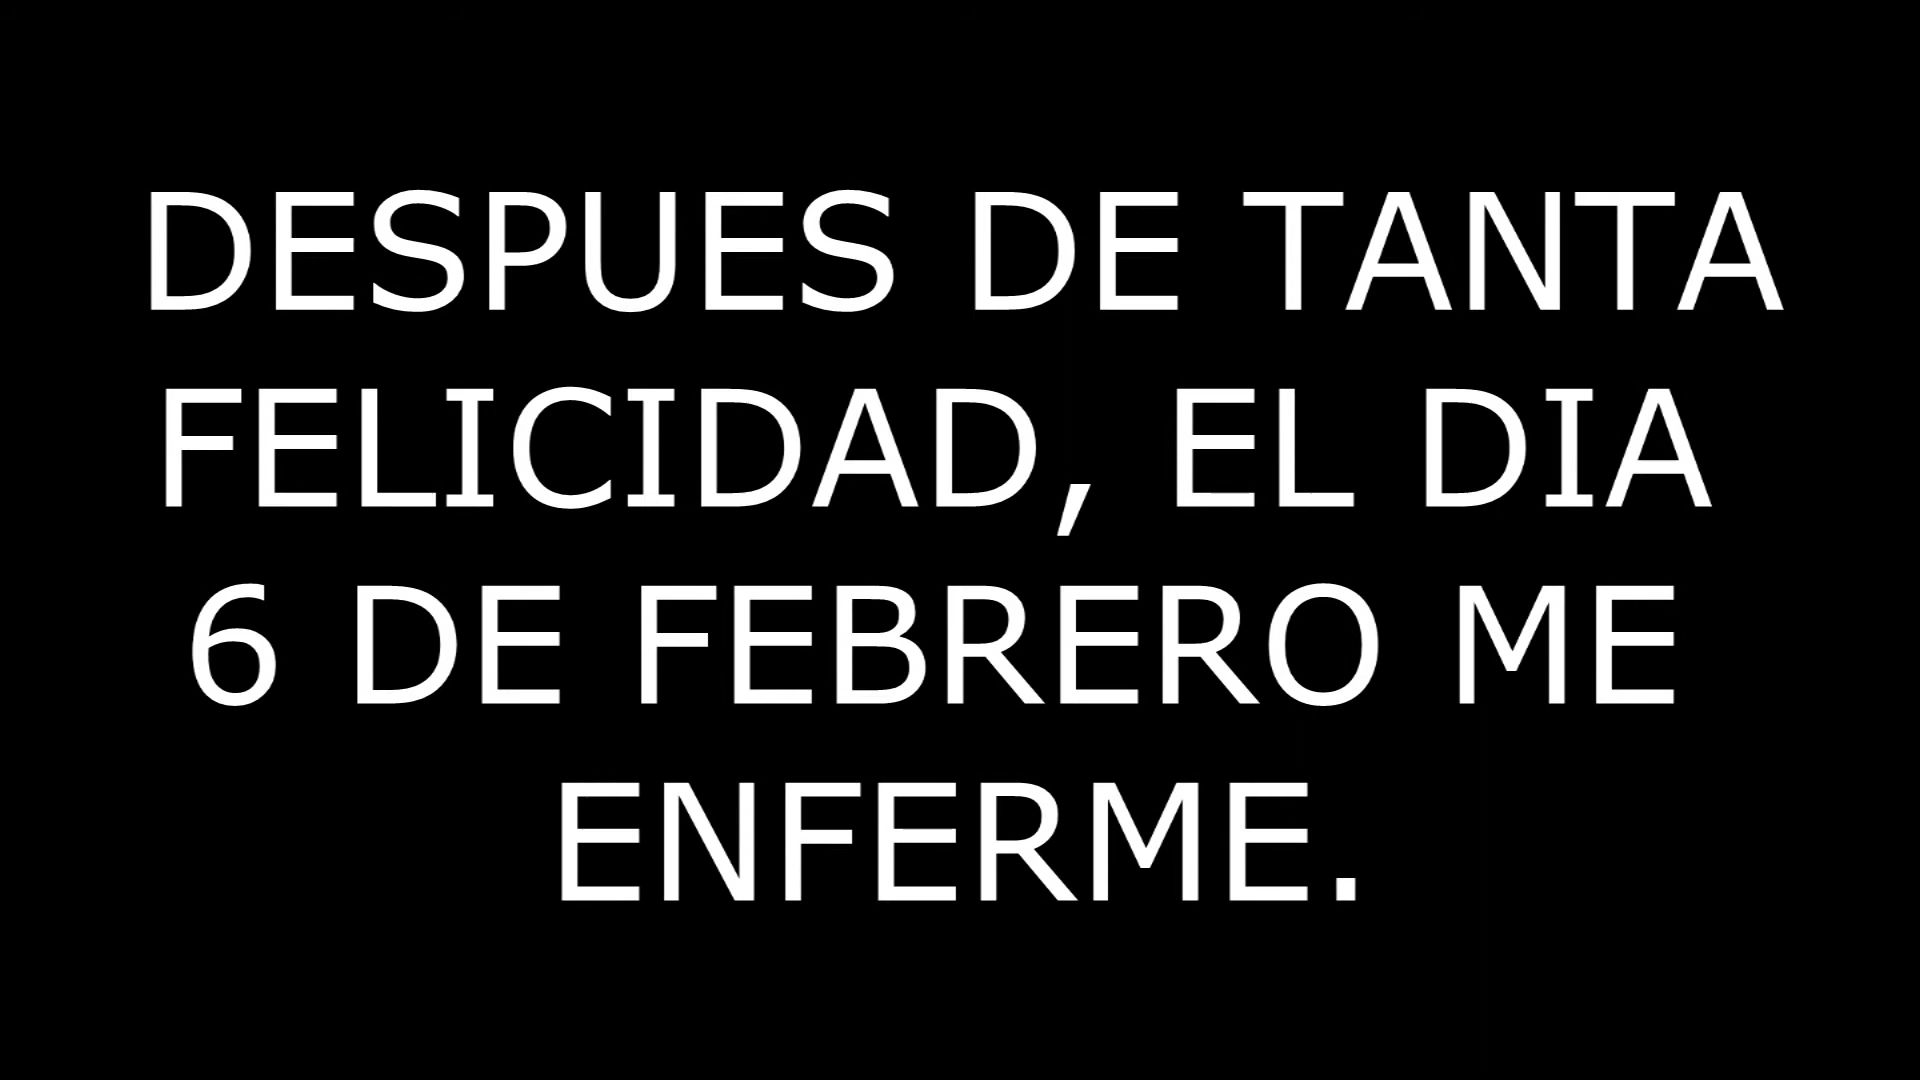 DESPUES DE TANTA
FELICIDAD, EL DIA
6 DE FEBRERO ME
ENFERME.